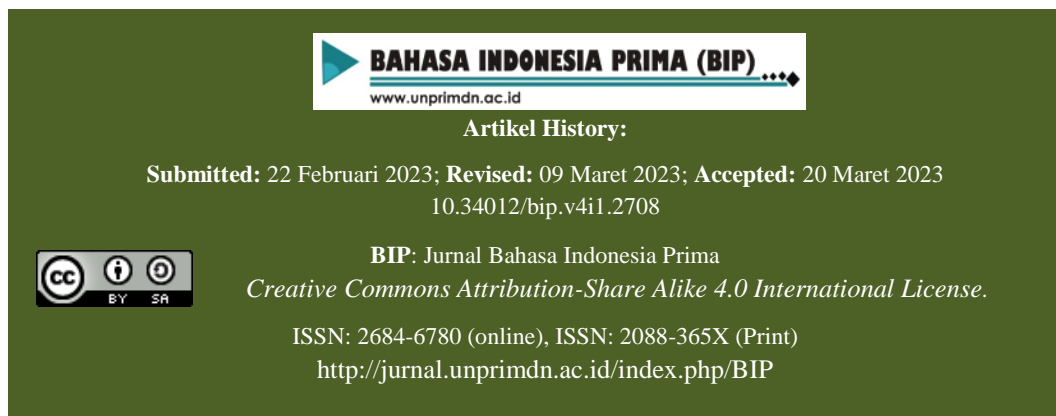 BAHASA INDONESIA PRIMA (BIP)
www.unprimdn.ac.id
Artikel History:
Submitted: 22 Februari 2023; Revised: 09 Maret 2023; Accepted: 20 Maret 2023
10.34012/bip.v4i1.2708
BIP: Jurnal Bahasa Indonesia Prima
cc BY SA
Creative Commons Attribution-Share Alike 4.0 International License.
ISSN: 2684-6780 (online), ISSN: 2088-365X (Print)
http://jurnal.unprimdn.ac.id/index.php/BIP